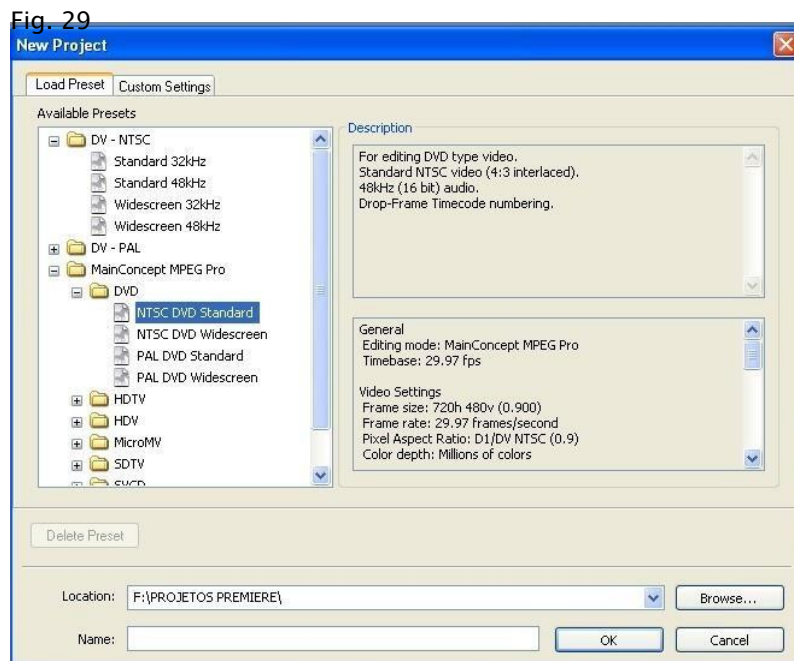 Fig. 29
New Project
Load Preset
Custom Settings
Available Presets
DV - NTSC
Standard 32kHz
Standard 48kHz
Widescreen 32kHz
Widescreen 48kHz
DV - PAL
MainConcept MPEG Pro
DVD
NTSC DVD Standard
NTSC DVD Widescreen
PAL DVD Standard
PAL DVD Widescreen
HDTV
HDV
MicroMV
SDTV
SVCD
Description
For editing DVD type video.
Standard NTSC video (4:3 interlaced).
48kHz (16 bit) audio.
Drop-Frame Timecode numbering.
General
Editing mode: MainConcept MPEG Pro
Timebase: 29.97 fps
Video Settings
Frame size: 720h 480v (0.900)
Frame rate: 29.97 frames/second
Pixel Aspect Ratio: D1/DV NTSC (0.9)
Color depth: Millions of colors
Delete Preset
Location: F:\PROJETOS PREMIERE\
Browse...
Name:
OK
Cancel